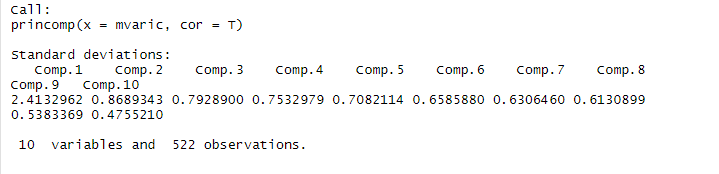 Call:
princomp(x = mvaric, cor = T)
Standard deviations:
Comp.1 Comp.2 Comp.3 Comp.4 Comp.5 Comp.6 Comp.7 Comp.8
Comp.9 Comp.10
2.4132962 0.8689343 0.7928900 0.7532979 0.7082114 0.6585880 0.6306460 0.6130899
0.5383369 0.4755210
10 variables and 522 observations.